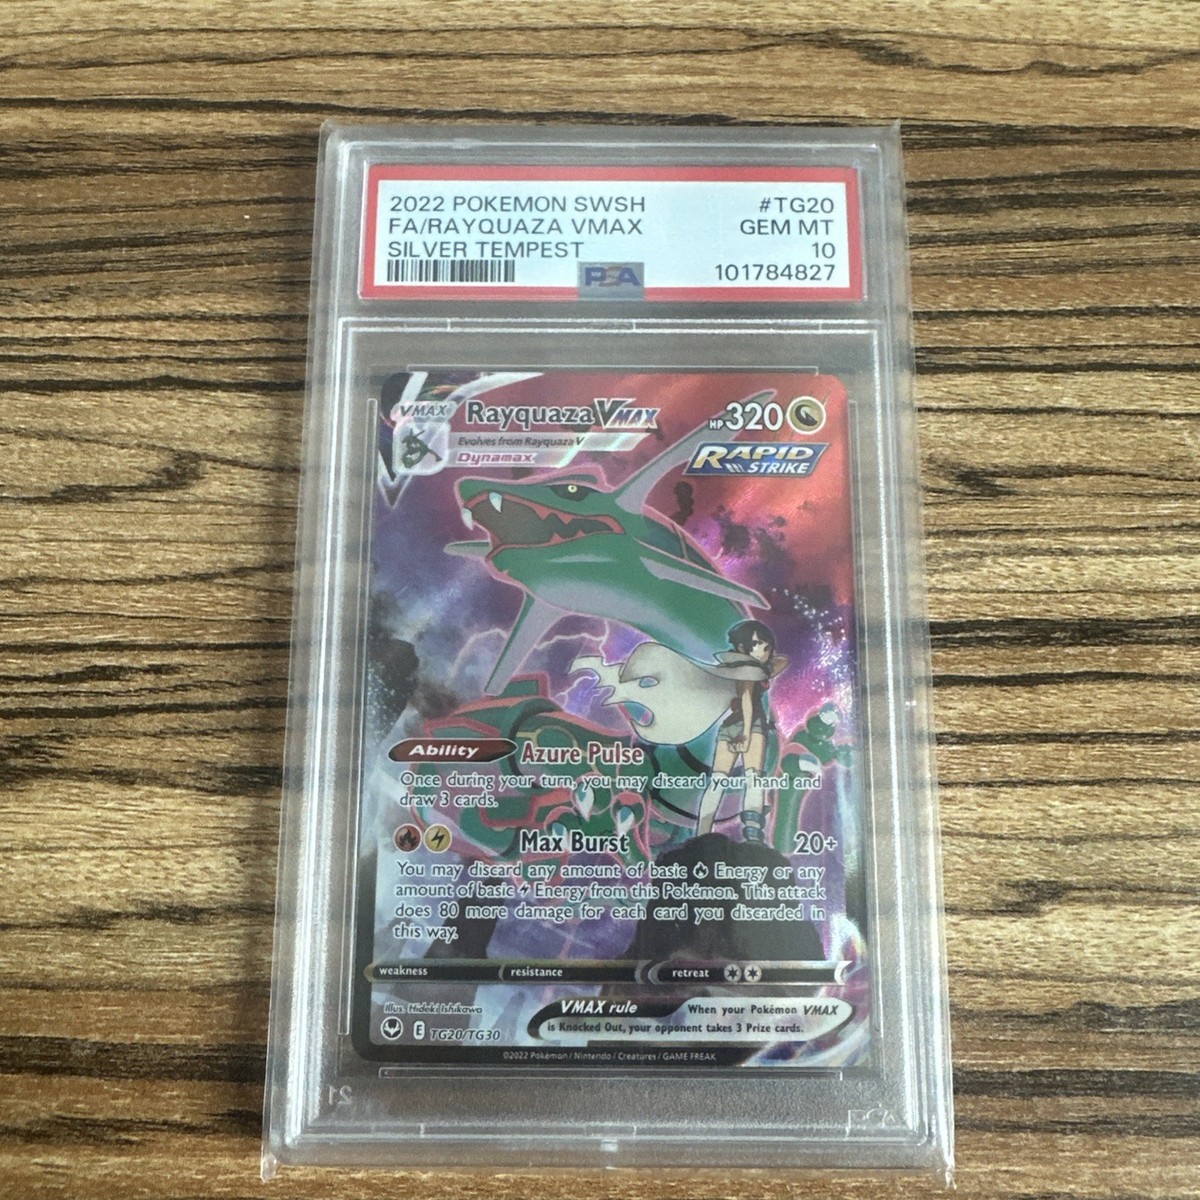 2022 POKEMON SWSH #TG20
FA/RAYQUAZA VMAX GEM MT
SILVER TEMPEST 10
PSA 101784827
VMAX Rayquaza VMAX HP 320
Evolves from Rayquaza V
Dynamax
RAPID
STRIKE
Ability Azure Pulse
Once during your turn, you may discard your hand and
draw 3 cards.
Max Burst 20+
You may discard any amount of basic Energy or any
amount of basic Energy from this Pokémon. This attack
does 80 more damage for each card you discarded in
this way.
weakness resistance retreat
Illus. Hideki Ishikawa
VMAX rule When your Pokémon VMAX
is Knocked Out, your opponent takes 3 Prize cards.
E TG20/TG30
©2022 Pokémon / Nintendo / Creatures / GAME FREAK
21 PSA